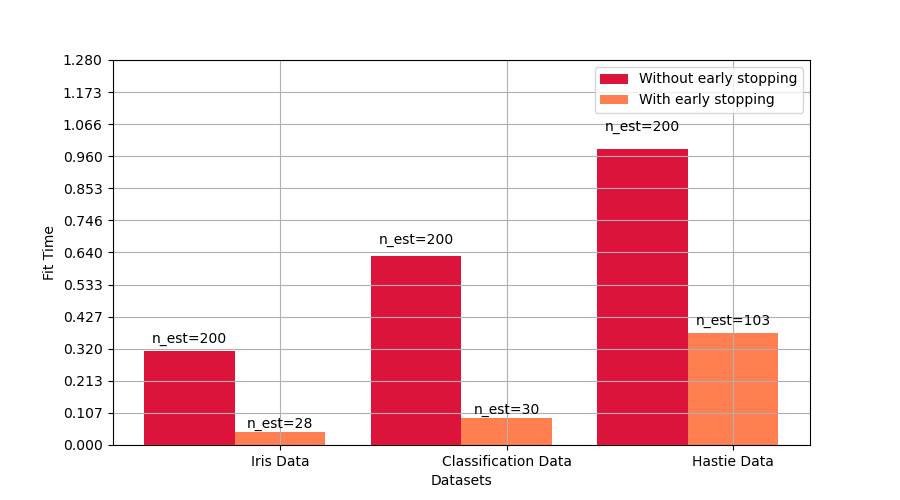 1.280
1.173
1.066
0.960
0.853
0.746
0.640
0.533
0.427
0.320
0.213
0.107
0.000
Fit Time
Without early stopping
With early stopping
n_est=200
n_est=200
n_est=200
n_est=28
n_est=30
n_est=103
Iris Data
Classification Data
Hastie Data
Datasets